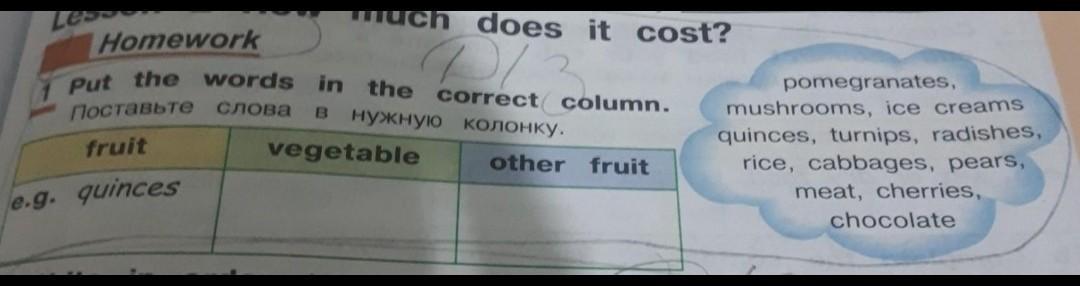 much does it cost?
Homework
D/З
1 Put the words in the correct column.
Поставьте слова в нужную колонку.
fruit vegetable other fruit
e.g. quinces
pomegranates,
mushrooms, ice creams
quinces, turnips, radishes,
rice, cabbages, pears,
meat, cherries,
chocolate